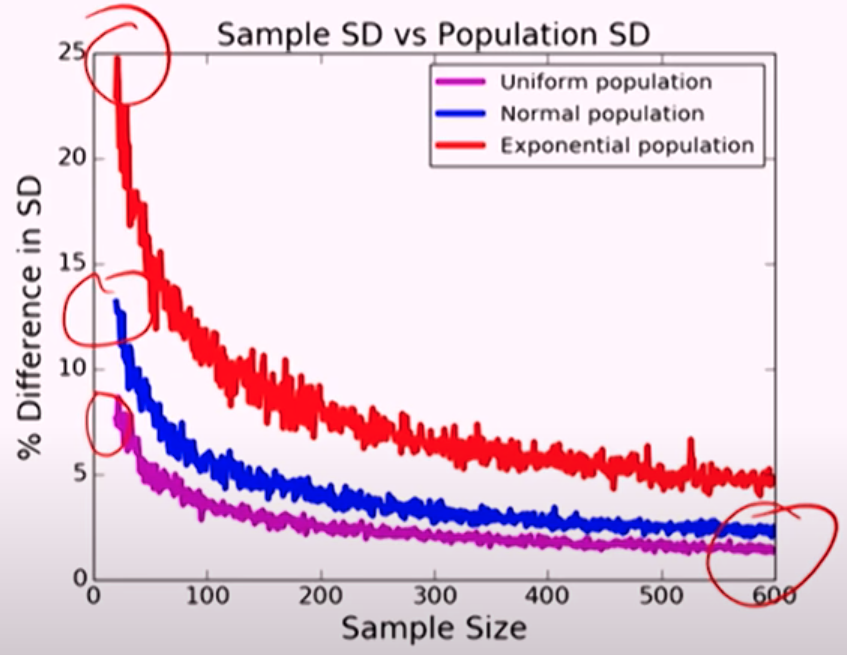 Sample SD vs Population SD
Uniform population
Normal population
Exponential population
% Difference in SD
25
20
15
10
5
0
0 100 200 300 400 500 600
Sample Size